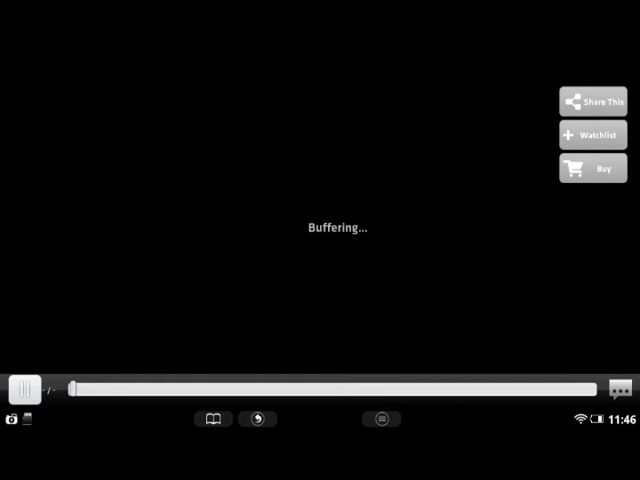 Share This
Watchlist
Buy
Buffering...
- / -
11:46